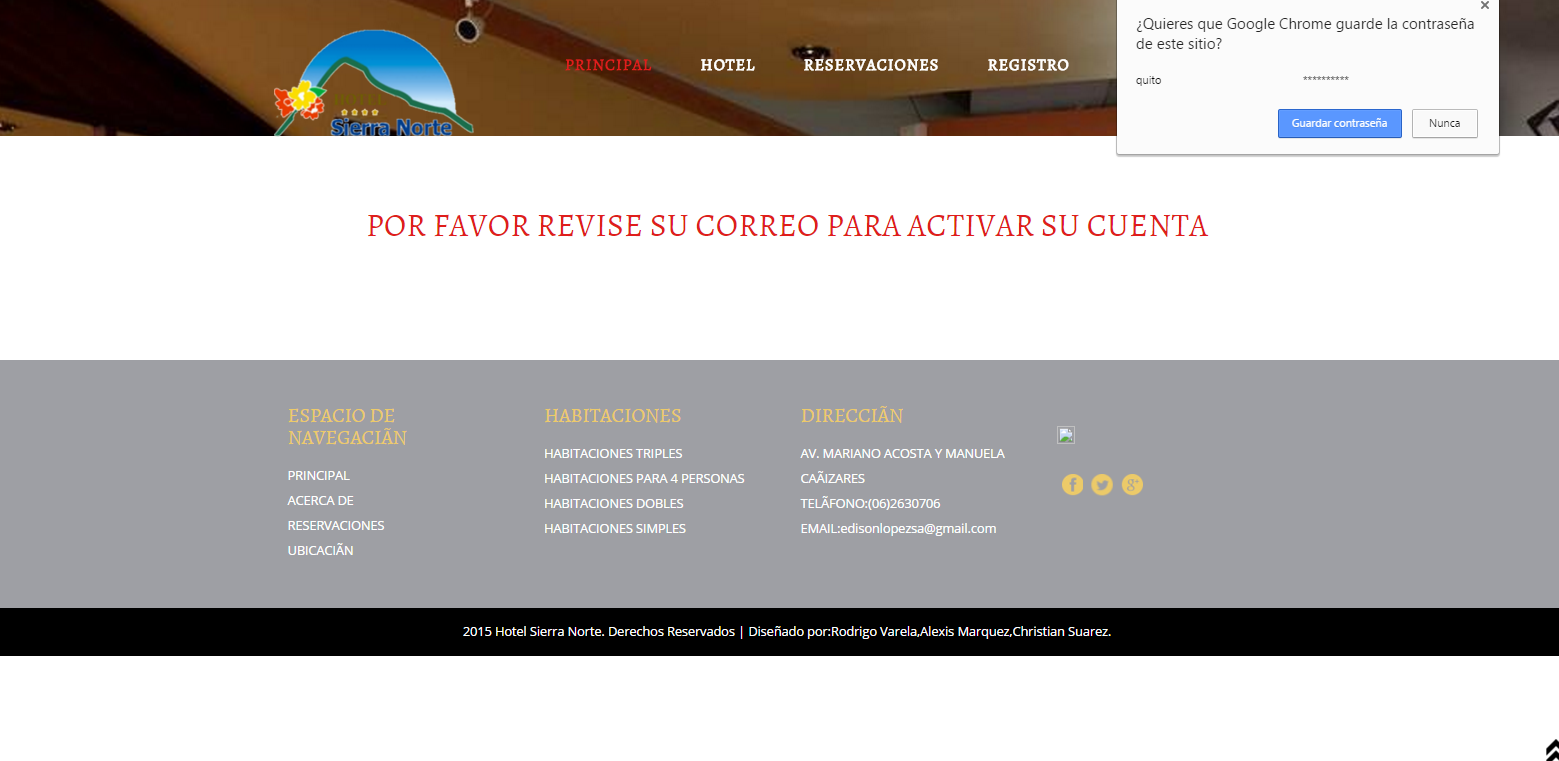 PRINCIPAL
HOTEL
RESERVACIONES
REGISTRO
Sierra Norte
¿Quieres que Google Chrome guarde la contraseña
de este sitio?
quito **********
Guardar contraseña
Nunca
POR FAVOR REVISE SU CORREO PARA ACTIVAR SU CUENTA
ESPACIO DE
NAVEGACIÃN
PRINCIPAL
ACERCA DE
RESERVACIONES
UBICACIÃN
HABITACIONES
HABITACIONES TRIPLES
HABITACIONES PARA 4 PERSONAS
HABITACIONES DOBLES
HABITACIONES SIMPLES
DIRECCIÃN
AV. MARIANO ACOSTA Y MANUELA
CAÃIZARES
TELÃFONO:(06)2630706
EMAIL:edisonlopezsa@gmail.com
2015 Hotel Sierra Norte. Derechos Reservados | Diseñado por:Rodrigo Varela,Alexis Marquez,Christian Suarez.